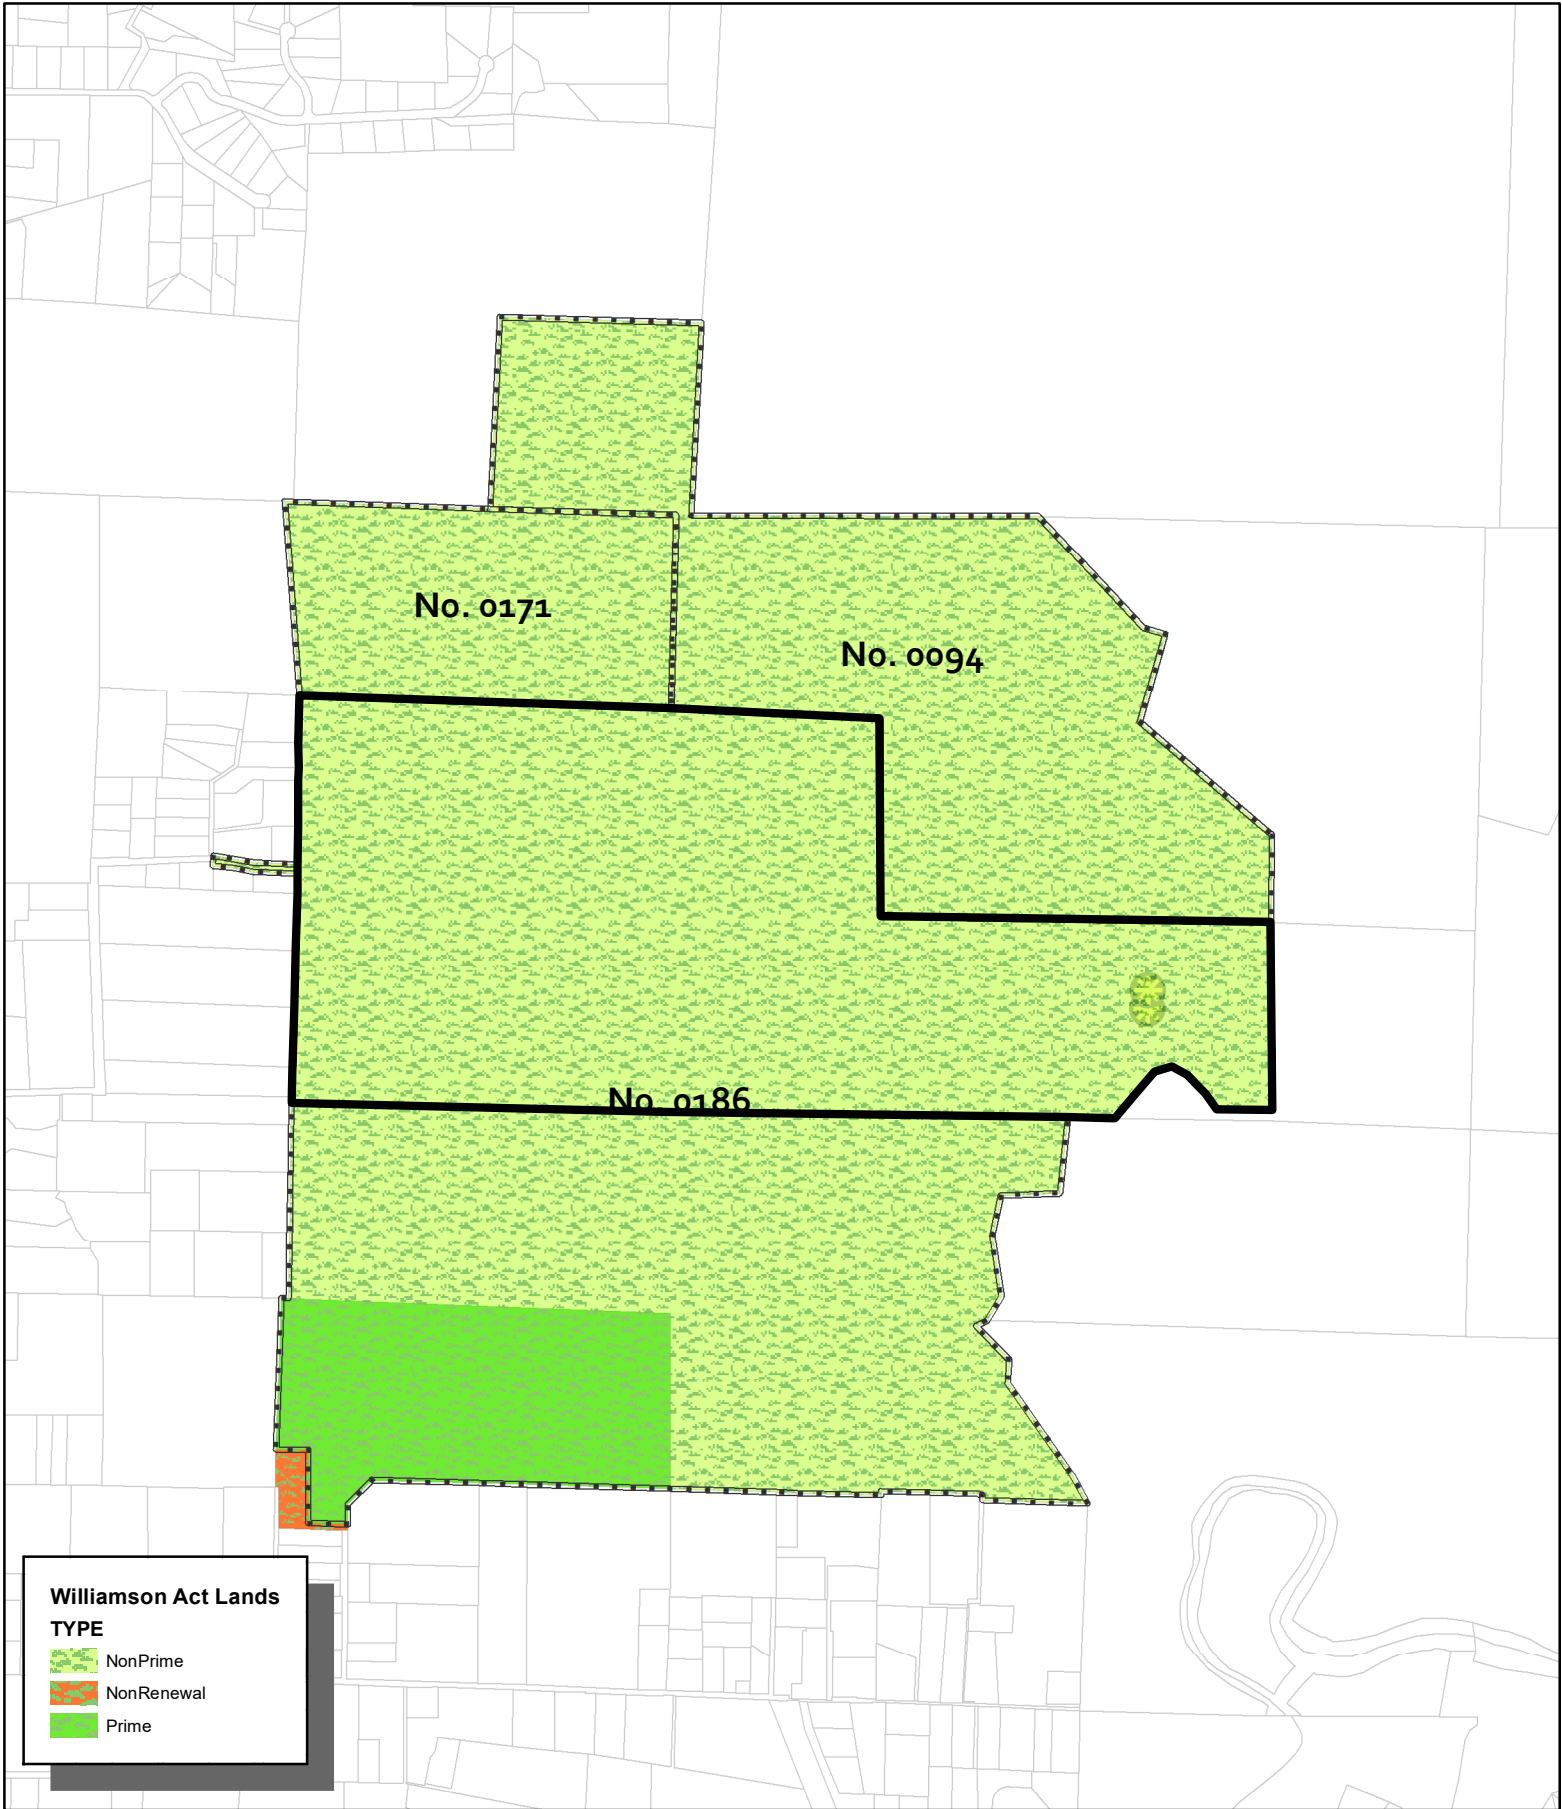 No. 0171
No. 0094
No. 0186
Williamson Act Lands
TYPE
NonPrime
NonRenewal
Prime